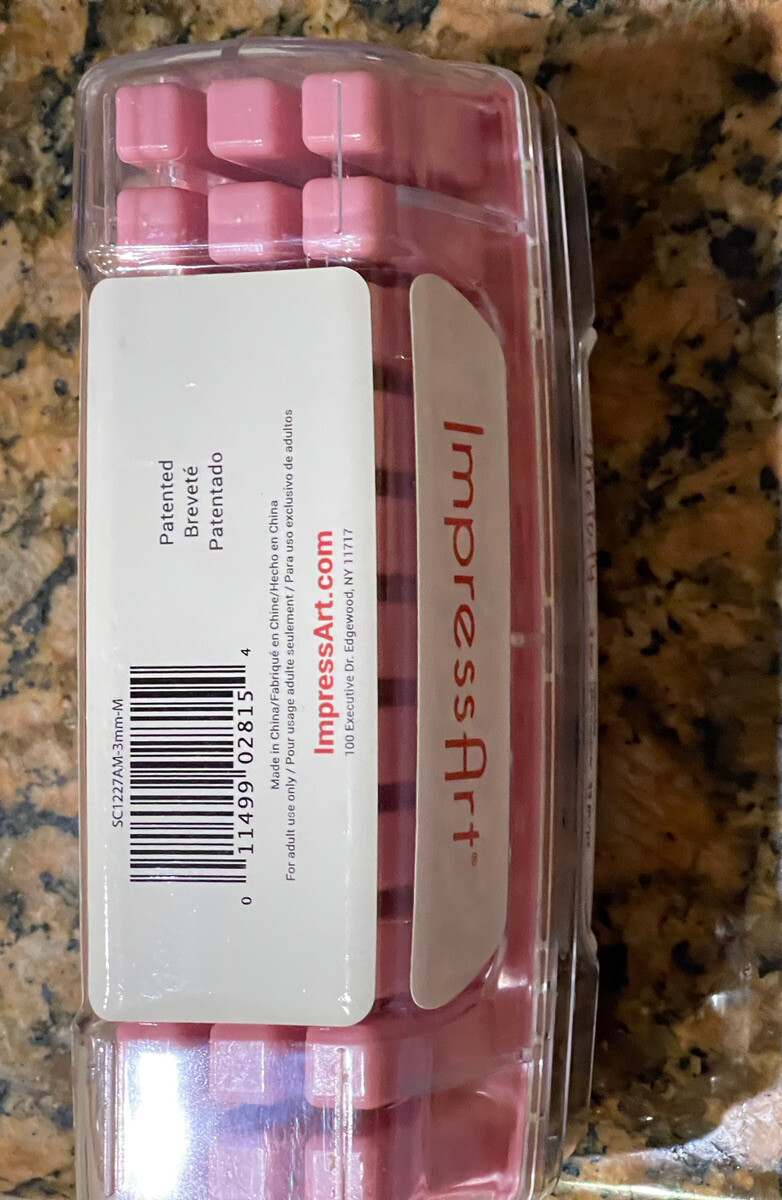 Patented
Breveté
Patentado
SC1227AM-3mm-M
0 11499 02815 4
Made in China/Fabriqué en Chine/Hecho en China
For adult use only / Pour usage adulte seulement / Para uso exclusivo de adultos
ImpressArt.com
100 Executive Dr. Edgewood, NY 11717
ImpressArt®